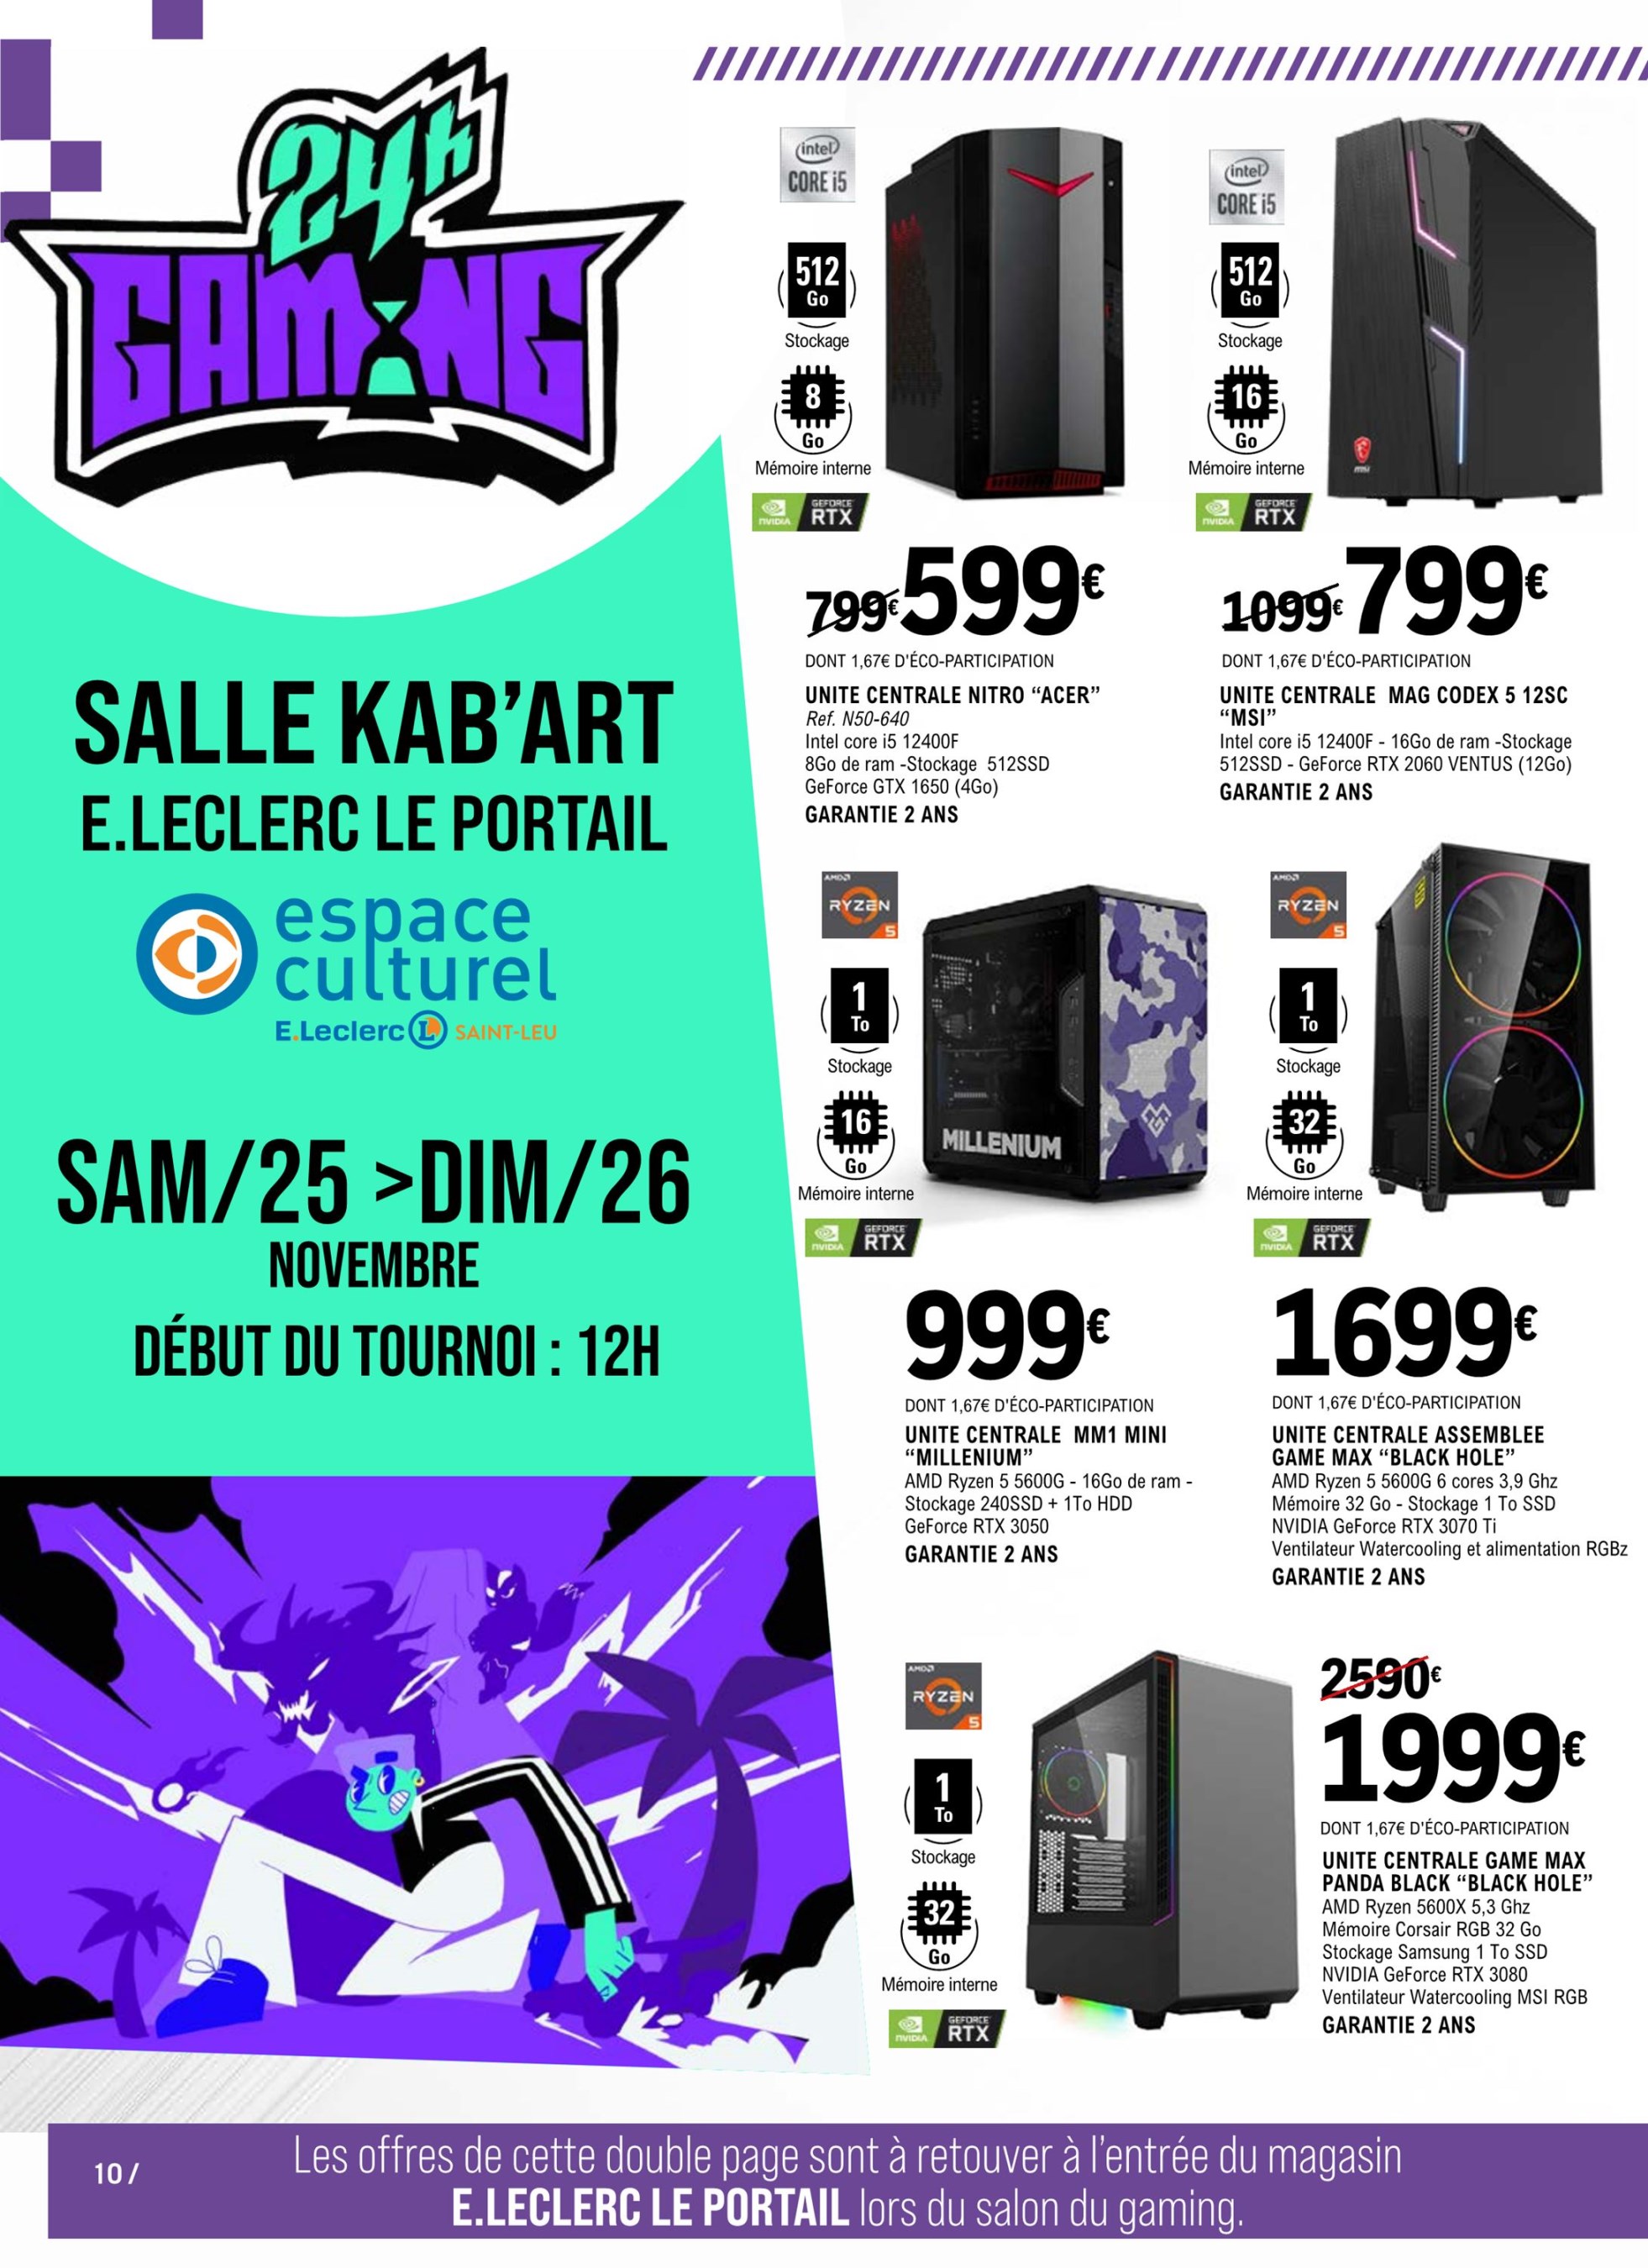 24h
GAMING
SALLE KAB'ART
E.LECLERC LE PORTAIL
espace
culturel
E.Leclerc L SAINT-LEU
SAM/25 >DIM/26
NOVEMBRE
DÉBUT DU TOURNOI : 12H
intel
CORE i5
512
Go
Stockage
8
Go
Mémoire interne
NVIDIA GEFORCE RTX
799€ 599€
DONT 1,67€ D'ÉCO-PARTICIPATION
UNITE CENTRALE NITRO “ACER”
Ref. N50-640
Intel core i5 12400F
8Go de ram -Stockage 512SSD
GeForce GTX 1650 (4Go)
GARANTIE 2 ANS
intel
CORE i5
512
Go
Stockage
16
Go
Mémoire interne
NVIDIA GEFORCE RTX
1099€ 799€
DONT 1,67€ D'ÉCO-PARTICIPATION
UNITE CENTRALE MAG CODEX 5 12SC
“MSI”
Intel core i5 12400F - 16Go de ram -Stockage
512SSD - GeForce RTX 2060 VENTUS (12Go)
GARANTIE 2 ANS
AMD
RYZEN
5
1
To
Stockage
16
Go
Mémoire interne
NVIDIA GEFORCE RTX
MILLENIUM
999€
DONT 1,67€ D'ÉCO-PARTICIPATION
UNITE CENTRALE MM1 MINI
“MILLENIUM”
AMD Ryzen 5 5600G - 16Go de ram -
Stockage 240SSD + 1To HDD
GeForce RTX 3050
GARANTIE 2 ANS
AMD
RYZEN
5
1
To
Stockage
32
Go
Mémoire interne
NVIDIA GEFORCE RTX
1699€
DONT 1,67€ D'ÉCO-PARTICIPATION
UNITE CENTRALE ASSEMBLEE
GAME MAX “BLACK HOLE”
AMD Ryzen 5 5600G 6 cores 3,9 Ghz
Mémoire 32 Go - Stockage 1 To SSD
NVIDIA GeForce RTX 3070 Ti
Ventilateur Watercooling et alimentation RGBz
GARANTIE 2 ANS
AMD
RYZEN
5
1
To
Stockage
32
Go
Mémoire interne
NVIDIA GEFORCE RTX
2590€
1999€
DONT 1,67€ D'ÉCO-PARTICIPATION
UNITE CENTRALE GAME MAX
PANDA BLACK “BLACK HOLE”
AMD Ryzen 5600X 5,3 Ghz
Mémoire Corsair RGB 32 Go
Stockage Samsung 1 To SSD
NVIDIA GeForce RTX 3080
Ventilateur Watercooling MSI RGB
GARANTIE 2 ANS
10 /
Les offres de cette double page sont à retouver à l'entrée du magasin
E.LECLERC LE PORTAIL lors du salon du gaming.